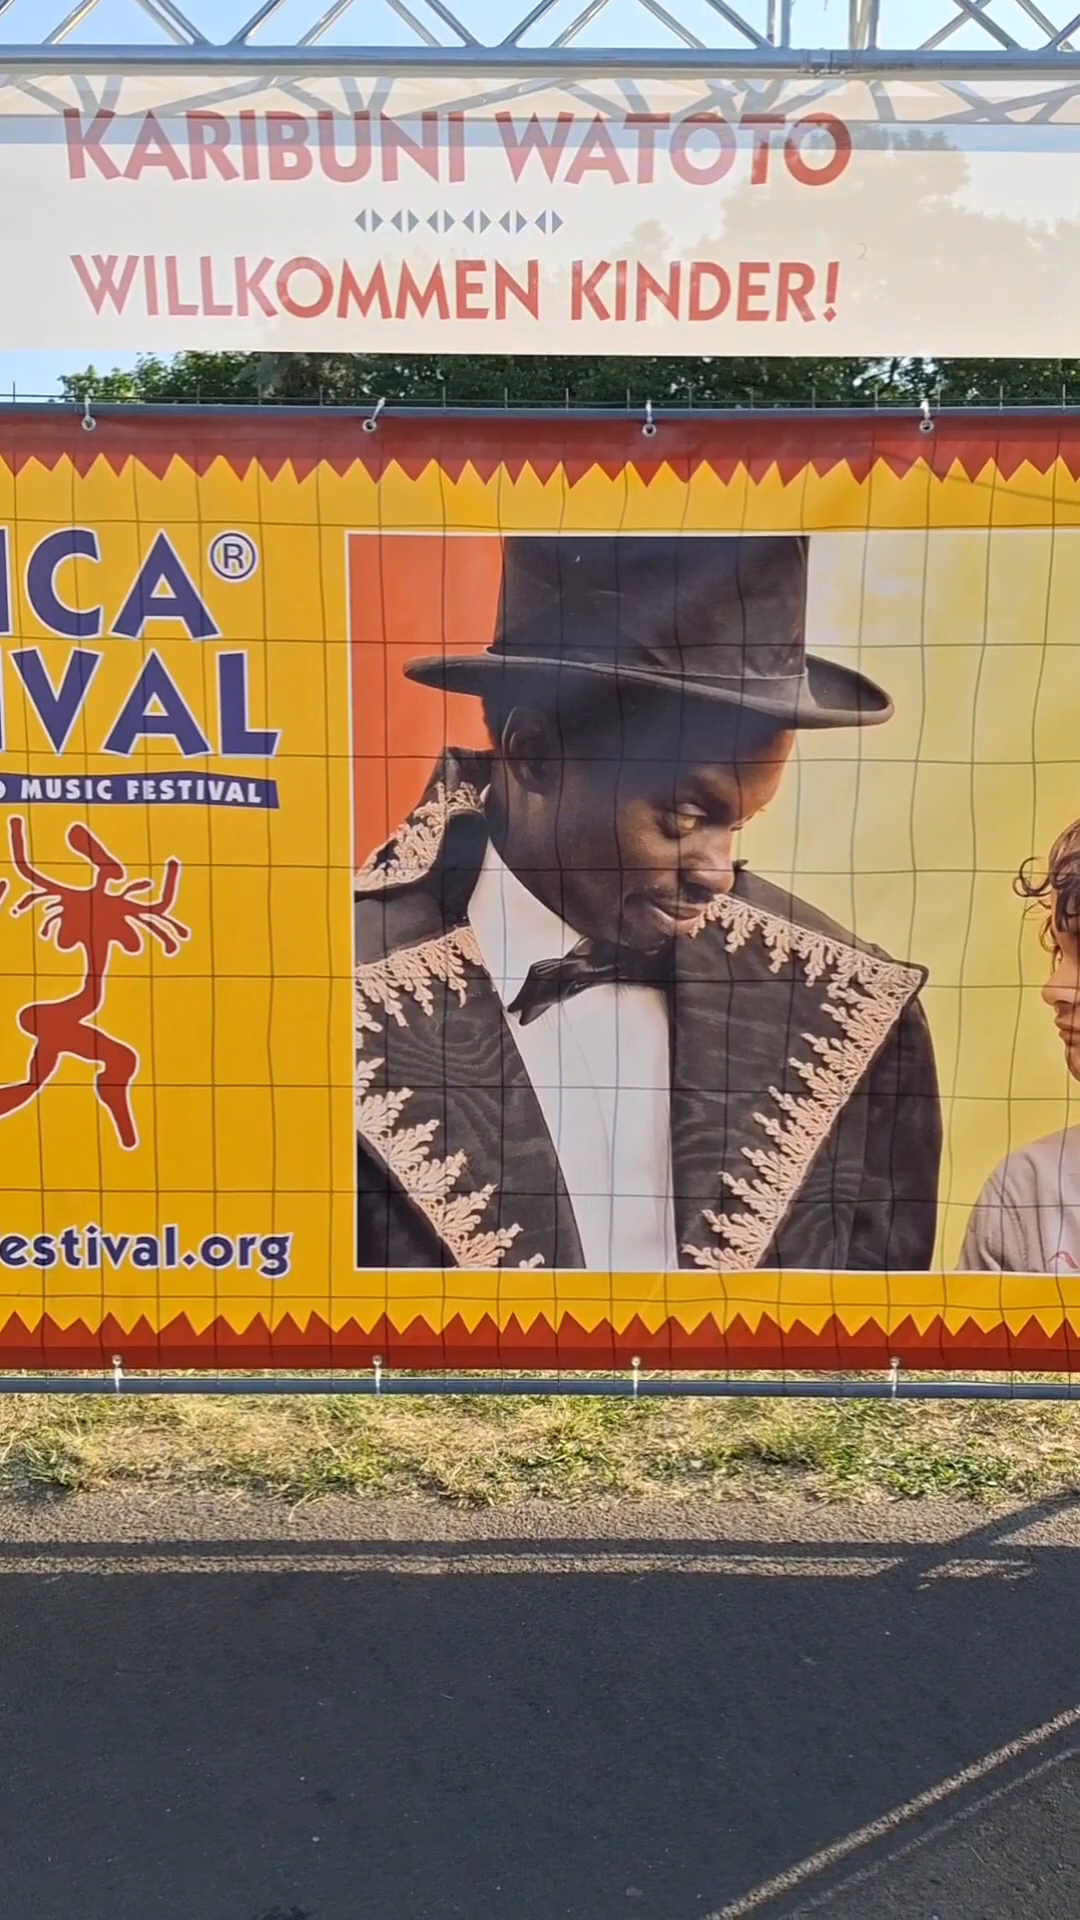 KARIBUNI WATOTO
WILLKOMMEN KINDER!
ICA®
IVAL
MUSIC FESTIVAL
estival.org